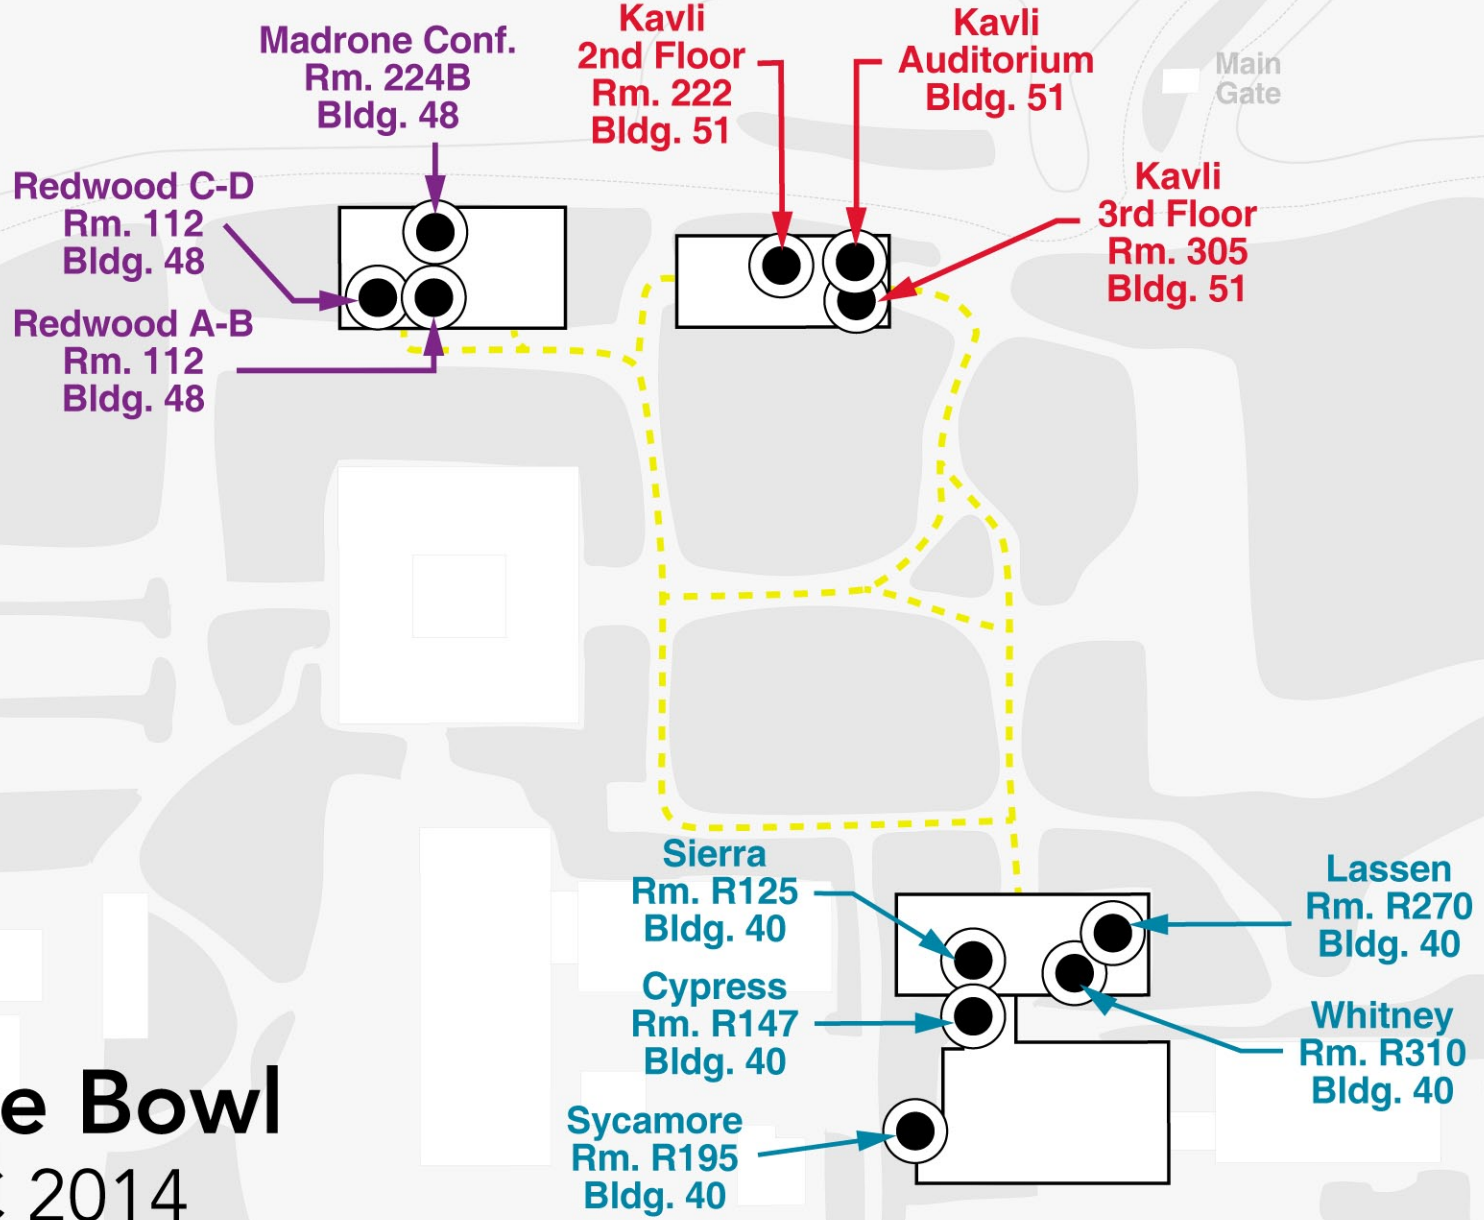 Madrone Conf.
Rm. 224B
Bldg. 48
Kavli
2nd Floor
Rm. 222
Bldg. 51
Kavli
Auditorium
Bldg. 51
Main
Gate
Redwood C-D
Rm. 112
Bldg. 48
Kavli
3rd Floor
Rm. 305
Bldg. 51
Redwood A-B
Rm. 112
Bldg. 48
Sierra
Rm. R125
Bldg. 40
Lassen
Rm. R270
Bldg. 40
Cypress
Rm. R147
Bldg. 40
Whitney
Rm. R310
Bldg. 40
Sycamore
Rm. R195
Bldg. 40
e Bowl
2014